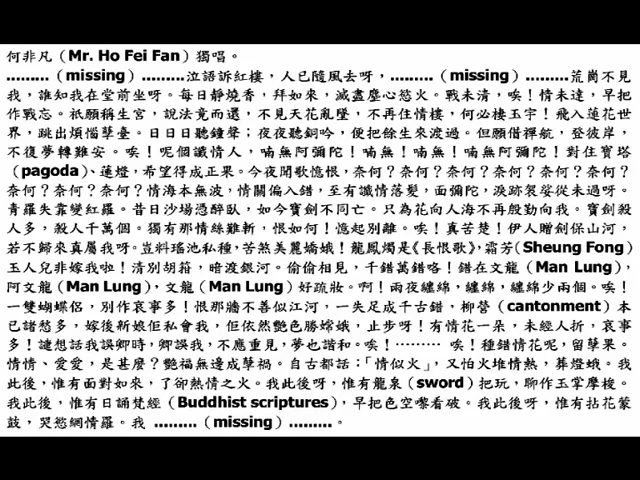 何非凡（Mr. Ho Fei Fan）獨唱。
………（missing）………泣語訴紅樓，人已隨風去呀，………（missing）………荒崗不見
我，誰知我在堂前坐呀。每日靜燒香，拜如來，滅盡塵心慾火。戰未清，唉！情未達，早把
作戰忘。祇願稱生宮，說法竟而還，不見天花亂墜，不再住情樓，何必樓玉宇！飛入蓮花世
界，跳出煩惱孽臺。日日日聽鐘聲；夜夜聽銅吟，便把餘生來渡過。但願借禪航，登彼岸，
不復夢轉難安。唉！呢個讖情人，喃無阿彌陀！喃無！喃無！喃無阿彌陀！對住寶塔
（pagoda）、蓮燈，希望得成正果。今夜聞歌憶恨，奈何？奈何？奈何？奈何？奈何？奈何？
奈何？奈何？奈何？情海本無波，情關偏入錯，至有讖情落髮，面彌陀，淚跡袈裟從未過呀。
青羅失靠變紅羅。昔日沙場憑醉臥，如今寶劍不同亡。只為花向人海不再殷勤向我。寶劍殺
人多，殺人千萬個。獨有那情絲難斬，恨如何！憶起別離。唉！真苦楚！伊人贈劍保山河，
若不歸來真屬我呀。豈料瑤池私種，苦煞美麗嬌娥！龍鳳燭是《長恨歌》，霜芳（Sheung Fong）
玉人兒非嫁我啦！清別胡箱，暗渡銀河。偷偷相見，千錯萬錯咯！錯在文龍（Man Lung），
阿文龍（Man Lung），文龍（Man Lung）好疏妝。啊！兩夜纏綿，纏綿，纏綿少兩個。唉！
一雙蝴蝶侶，別作哀事多！恨那牆不善似江河，一失足成千古錯，柳營（cantonment）本
已諸愁多，嫁後新娘佢私會我，佢依然艷色勝嫦娥，止步呀！有情花一朵，未經人折，哀事
多！謎想話我誤卿時，卿誤我，不應重見，夢也諧和。唉！……… 唉！種錯情花呢，留孽果。
情情、愛愛，是甚麼？艷福無邊成孽禍。自古都話：「情似火」，又怕火堆情熱，葬燈蛾。我
此後，惟有面對如來，了卻熱情之火。我此後呀，惟有龍泉（sword）把玩，聊作玉掌摩梭。
我此後，惟有日誦梵經（Buddhist scriptures），早把色空嚟看破。我此後呀，惟有拈花蒙
鼓，哭慾網情羅。我 ………（missing）………。